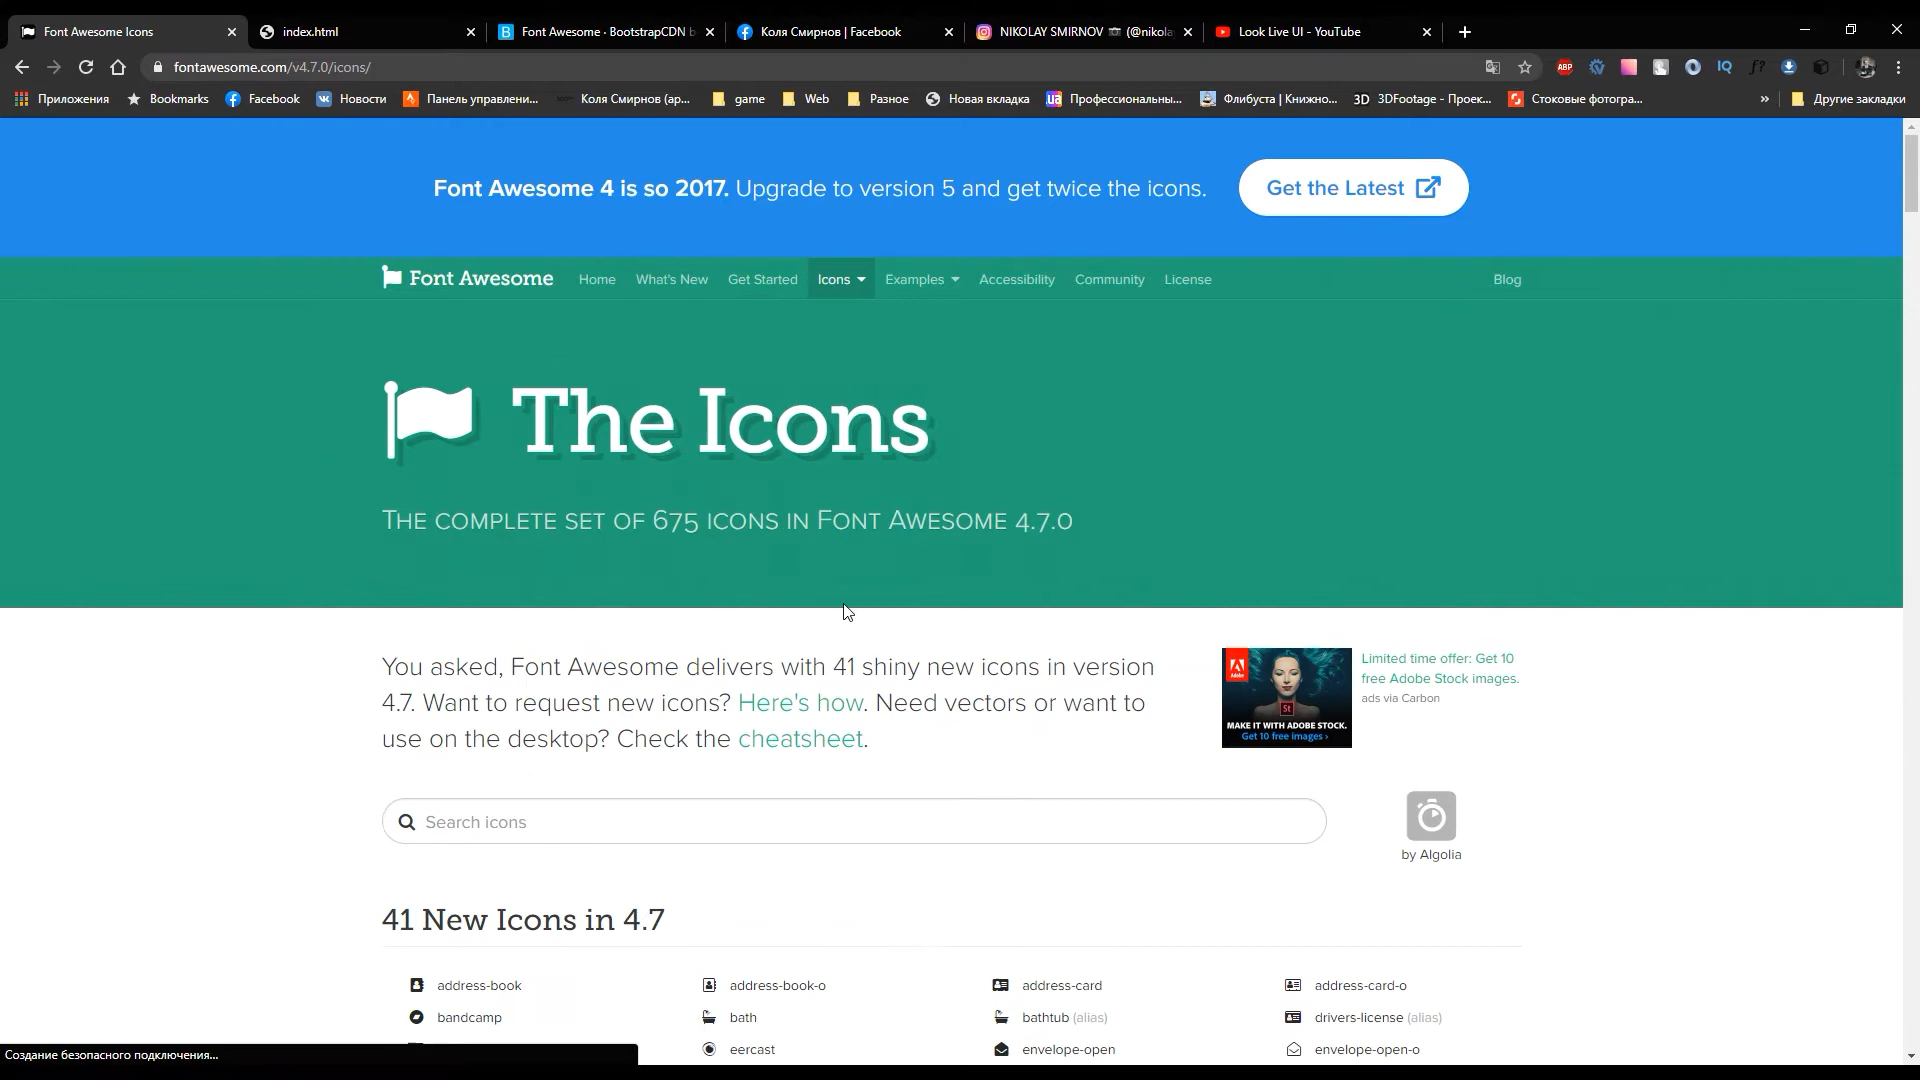 Font Awesome Icons
index.html
Font Awesome · BootstrapCDN b
Коля Смирнов | Facebook
NIKOLAY SMIRNOV 📷 (@nikola
Look Live UI - YouTube
fontawesome.com/v4.7.0/icons/
Приложения
Bookmarks
Facebook
Новости
Панель управлени...
Коля Смирнов (ар...
game
Web
Разное
Новая вкладка
Профессиональны...
Флибуста | Книжно...
3DFootage - Проек...
Стоковые фотогра...
»
Другие закладки
Font Awesome 4 is so 2017. Upgrade to version 5 and get twice the icons.
Get the Latest
Font Awesome
Home
What's New
Get Started
Icons
Examples
Accessibility
Community
License
Blog
The Icons
The complete set of 675 icons in Font Awesome 4.7.0
You asked, Font Awesome delivers with 41 shiny new icons in version
4.7. Want to request new icons? Here's how. Need vectors or want to
use on the desktop? Check the cheatsheet.
Adobe
St
MAKE IT WITH ADOBE STOCK.
Get 10 free images ›
Limited time offer: Get 10
free Adobe Stock images.
ads via Carbon
Search icons
by Algolia
41 New Icons in 4.7
address-book
address-book-o
address-card
address-card-o
bandcamp
bath
bathtub (alias)
drivers-license (alias)
eercast
envelope-open
envelope-open-o
Создание безопасного подключения...